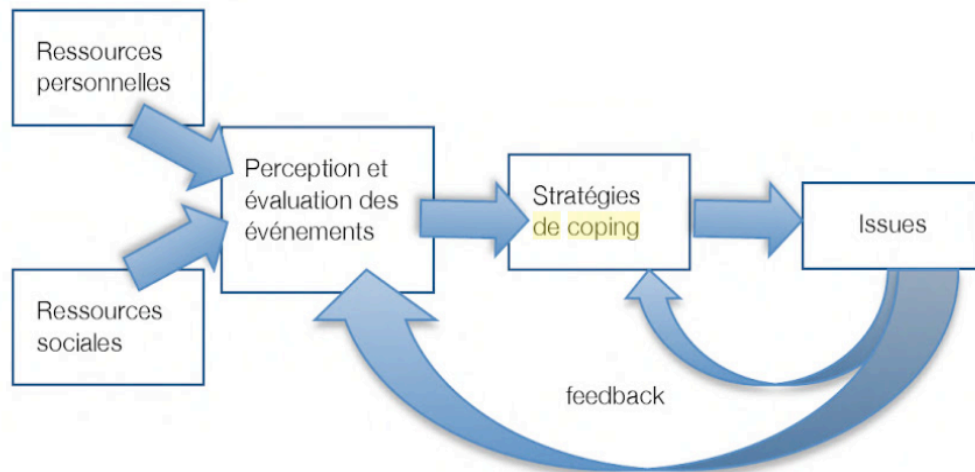 Ressources
personnelles
Perception et
évaluation des
événements
Stratégies
de coping
Issues
Ressources
sociales
feedback